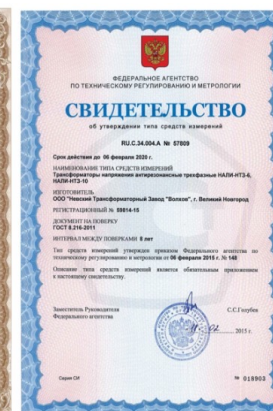 ФЕДЕРАЛЬНОЕ АГЕНТСТВО
ПО ТЕХНИЧЕСКОМУ РЕГУЛИРОВАНИЮ И МЕТРОЛОГИИ
СВИДЕТЕЛЬСТВО
об утверждении типа средств измерений
RU.C.34.004.A № 57809
Срок действия до 06 февраля 2020 г.
НАИМЕНОВАНИЕ ТИПА СРЕДСТВ ИЗМЕРЕНИЙ
Трансформаторы напряжения антирезонансные трехфазные НАЛИ-НТЗ-6,
НАЛИ-НТЗ-10
ИЗГОТОВИТЕЛЬ
ООО "Невский Трансформаторный Завод "Волхов", г. Великий Новгород
РЕГИСТРАЦИОННЫЙ № 59814-15
ДОКУМЕНТ НА ПОВЕРКУ
ГОСТ 8.216-2011
ИНТЕРВАЛ МЕЖДУ ПОВЕРКАМИ 8 лет
Тип средств измерений утвержден приказом Федерального агентства по
техническому регулированию и метрологии от 06 февраля 2015 г. № 148
Описание типа средств измерений является обязательным приложением
к настоящему свидетельству.
Заместитель Руководителя С.С.Голубев
Федерального агентства
2015 г.
Серия СИ № 018903